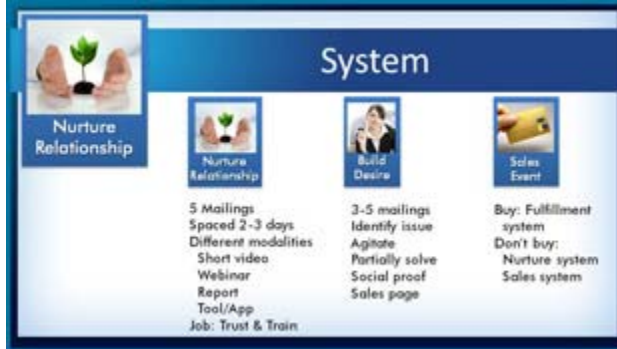 System
Nurture
Relationship
Nurture
Relationship
5 Mailings
Spaced 2-3 days
Different modalities
Short video
Webinar
Report
Tool/App
Job: Trust & Train
Build
Desire
3-5 mailings
Identify issue
Agitate
Partially solve
Social proof
Sales page
Sales
Event
Buy: Fulfillment
system
Don't buy:
Nurture system
Sales system